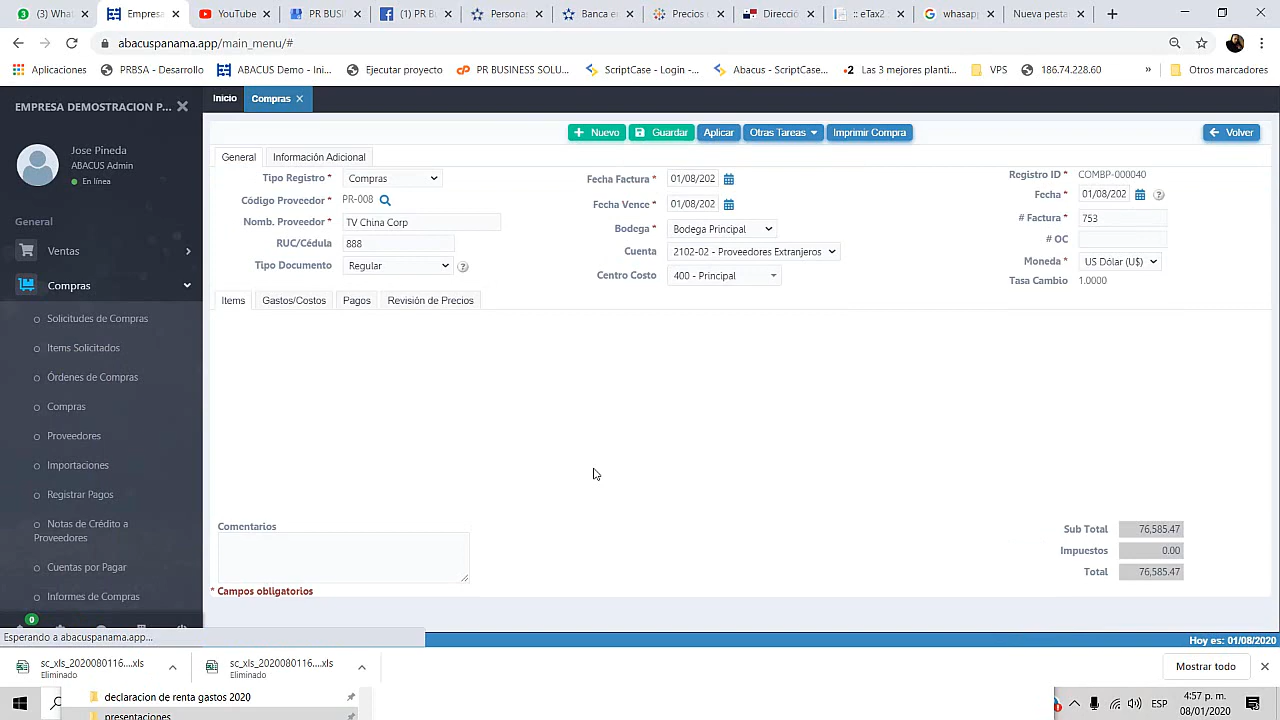 (3) Whats
Empresa
YouTube
PR BUSIN
(1) PR B
Personas
Banca en
Precios
Direcció
:: eTax2
whasapp
Nueva pesta
abacuspanama.app/main_menu/#
Aplicaciones
PRBSA - Desarrollo
ABACUS Demo - Ini...
Ejecutar proyecto
PR BUSINESS SOLU...
ScriptCase - Login -...
Abacus - ScriptCase...
Las 3 mejores planti...
VPS
186.74.228.60
»
Otros marcadores
EMPRESA DEMOSTRACION P...
Inicio
Compras
Jose Pineda
ABACUS Admin
En línea
General
Ventas
Compras
Solicitudes de Compras
Items Solicitados
Órdenes de Compras
Compras
Proveedores
Importaciones
Registrar Pagos
Notas de Crédito a
Proveedores
Cuentas por Pagar
Informes de Compras
0
Nuevo
Guardar
Aplicar
Otras Tareas
Imprimir Compra
Volver
General
Información Adicional
Tipo Registro * Compras
Código Proveedor * PR-008
Nomb. Proveedor * TV China Corp
RUC/Cédula 888
Tipo Documento Regular
Fecha Factura * 01/08/202
Fecha Vence * 01/08/202
Bodega * Bodega Principal
Cuenta 2102-02 - Proveedores Extranjeros
Centro Costo 400 - Principal
Registro ID * COMBP-000040
Fecha * 01/08/202
# Factura * 753
# OC
Moneda * US Dólar (U$)
Tasa Cambio 1.0000
Items
Gastos/Costos
Pagos
Revisión de Precios
Comentarios
* Campos obligatorios
Sub Total 76,585.47
Impuestos 0.00
Total 76,585.47
Esperando a abacuspanama.app...
Hoy es: 01/08/2020
sc_xls_2020080116....xls
Eliminado
sc_xls_2020080116....xls
Eliminado
Mostrar todo
declaracion de renta gastos 2020
presentaciones
ESP
4:57 p. m.
08/01/2020